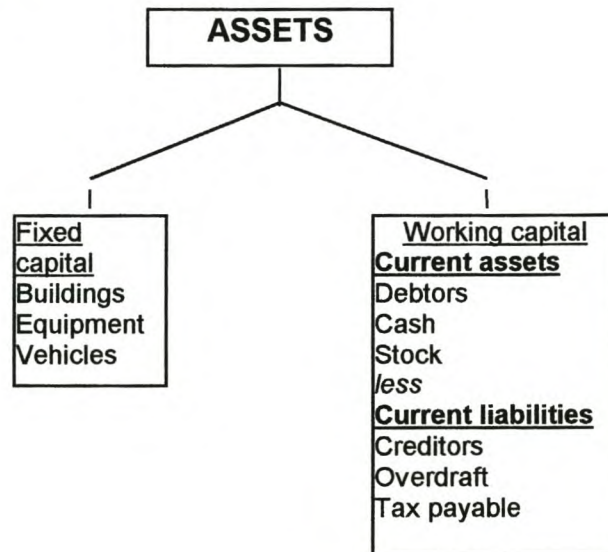 ASSETS
Fixed
capital
Buildings
Equipment
Vehicles
Working capital
Current assets
Debtors
Cash
Stock
less
Current liabilities
Creditors
Overdraft
Tax payable